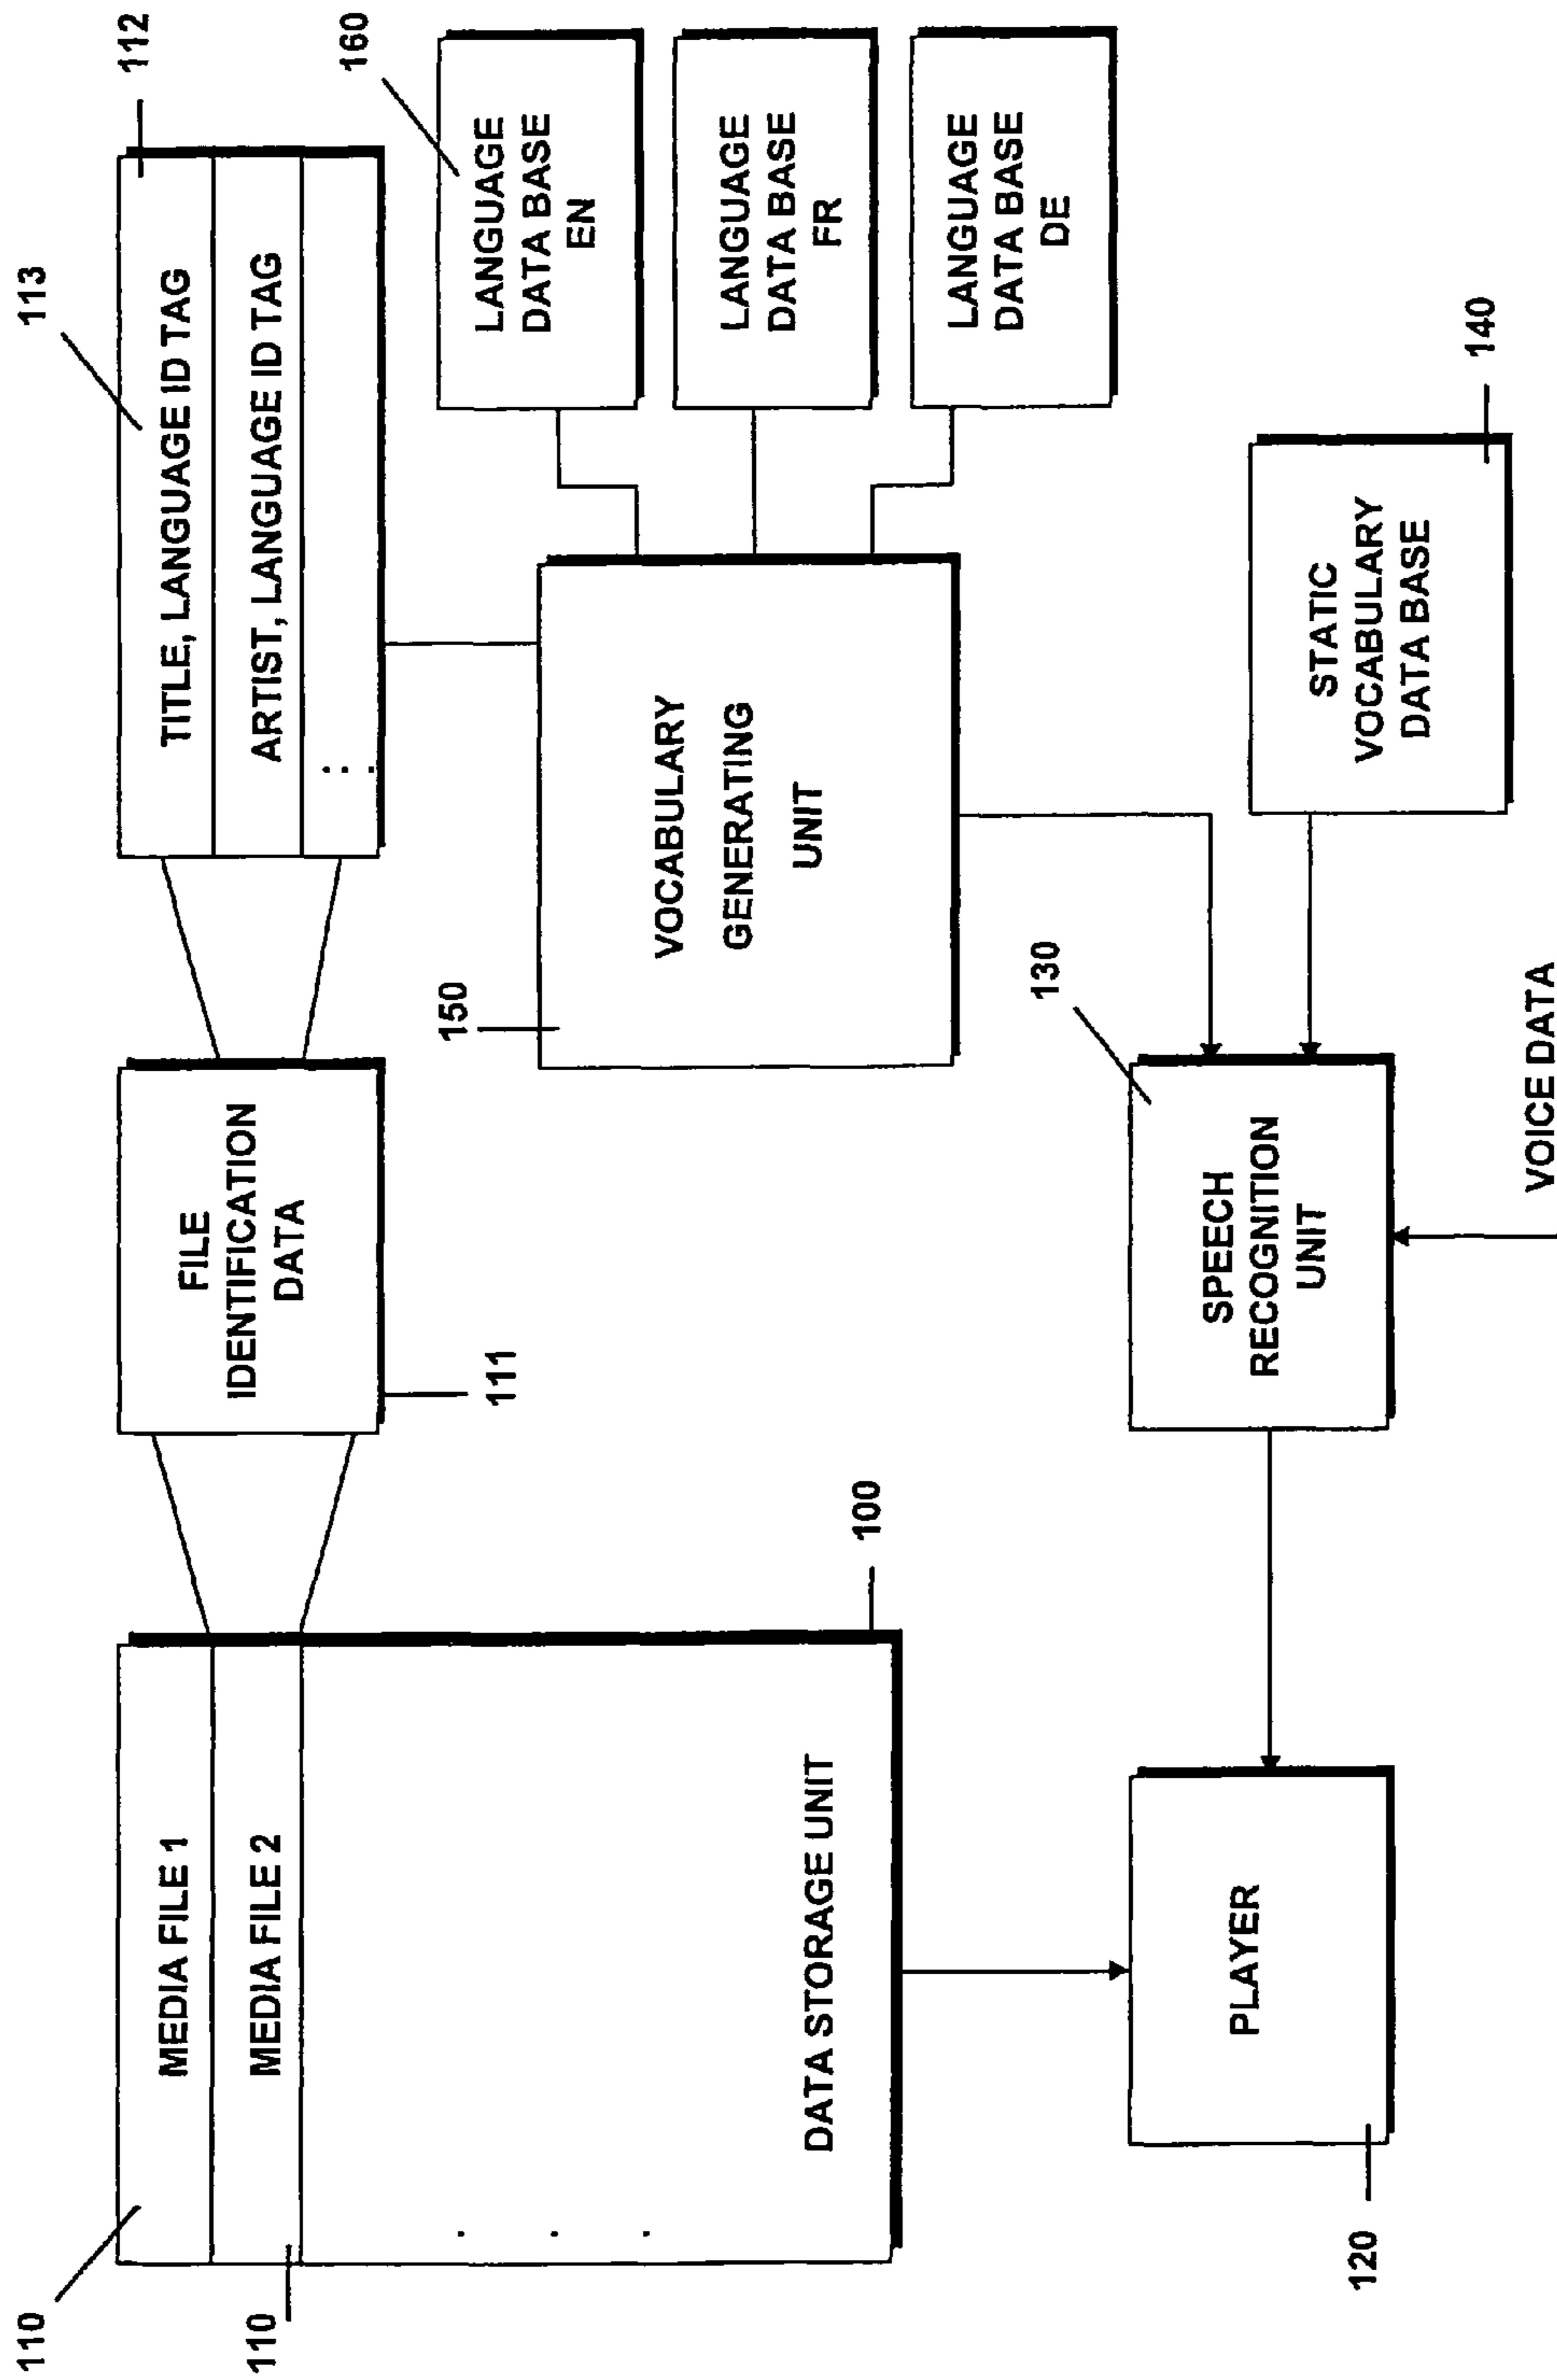 110
MEDIA FILE 1
110
MEDIA FILE 2
DATA STORAGE UNIT
100
FILE
IDENTIFICATION
DATA
111
113
112
TITLE, LANGUAGE ID TAG
ARTIST, LANGUAGE ID TAG
150
VOCABULARY
GENERATING
UNIT
160
LANGUAGE
DATA BASE
EN
LANGUAGE
DATA BASE
FR
LANGUAGE
DATA BASE
DE
120
PLAYER
130
SPEECH
RECOGNITION
UNIT
140
STATIC
VOCABULARY
DATA BASE
VOICE DATA